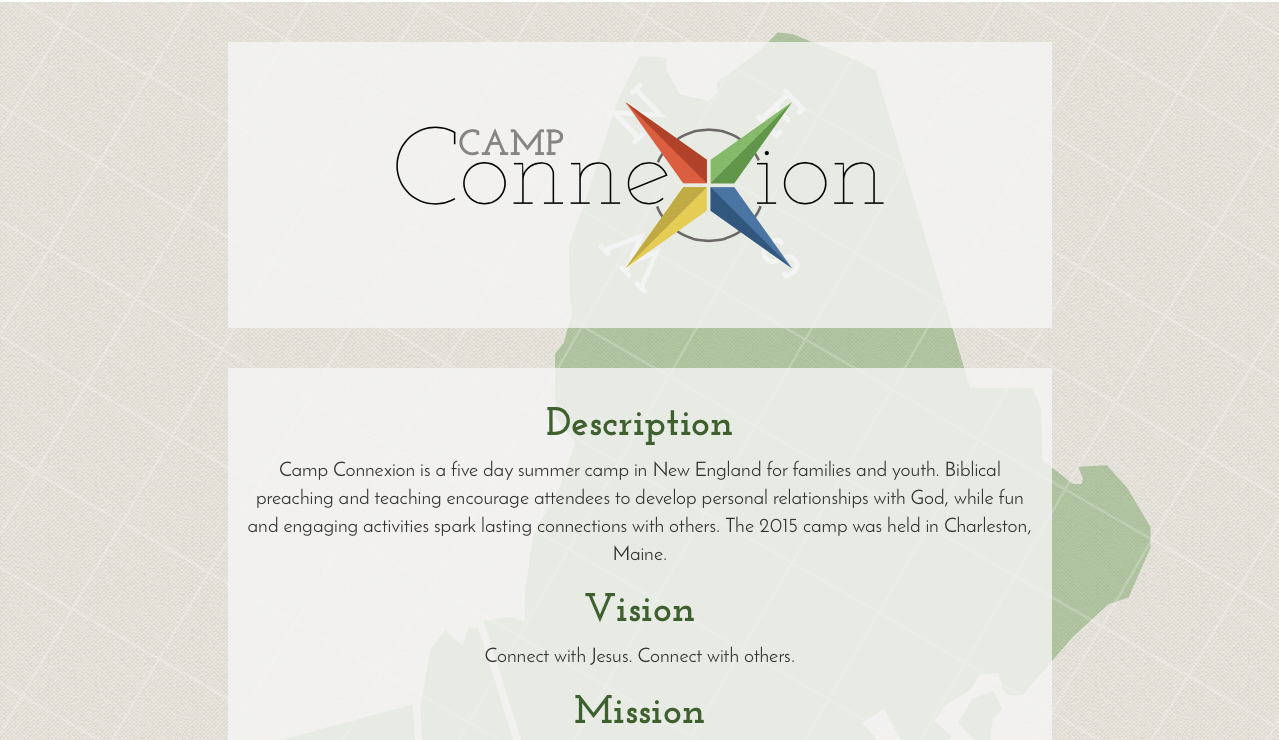 CAMP
Connexion
N
E
W
S
Description
Camp Connexion is a five day summer camp in New England for families and youth. Biblical
preaching and teaching encourage attendees to develop personal relationships with God, while fun
and engaging activities spark lasting connections with others. The 2015 camp was held in Charleston,
Maine.
Vision
Connect with Jesus. Connect with others.
Mission